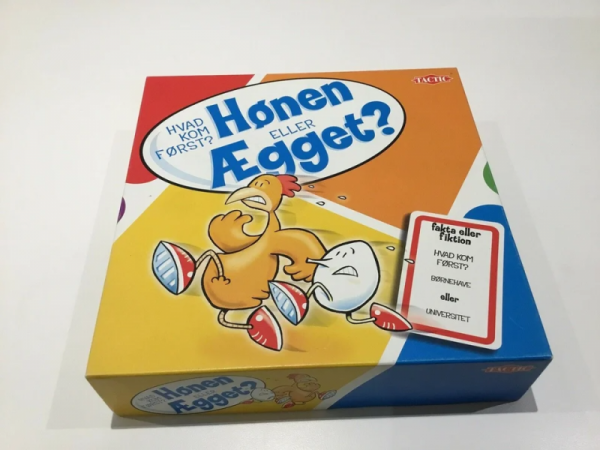 TACTIC
HVAD
KOM
FØRST?
Hønen
ELLER
Ægget?
fakta eller
fiktion
HVAD KOM
FØRST?
BØRNEHAVE
eller
UNIVERSITET
Hønen
Ægget?
TACTIC